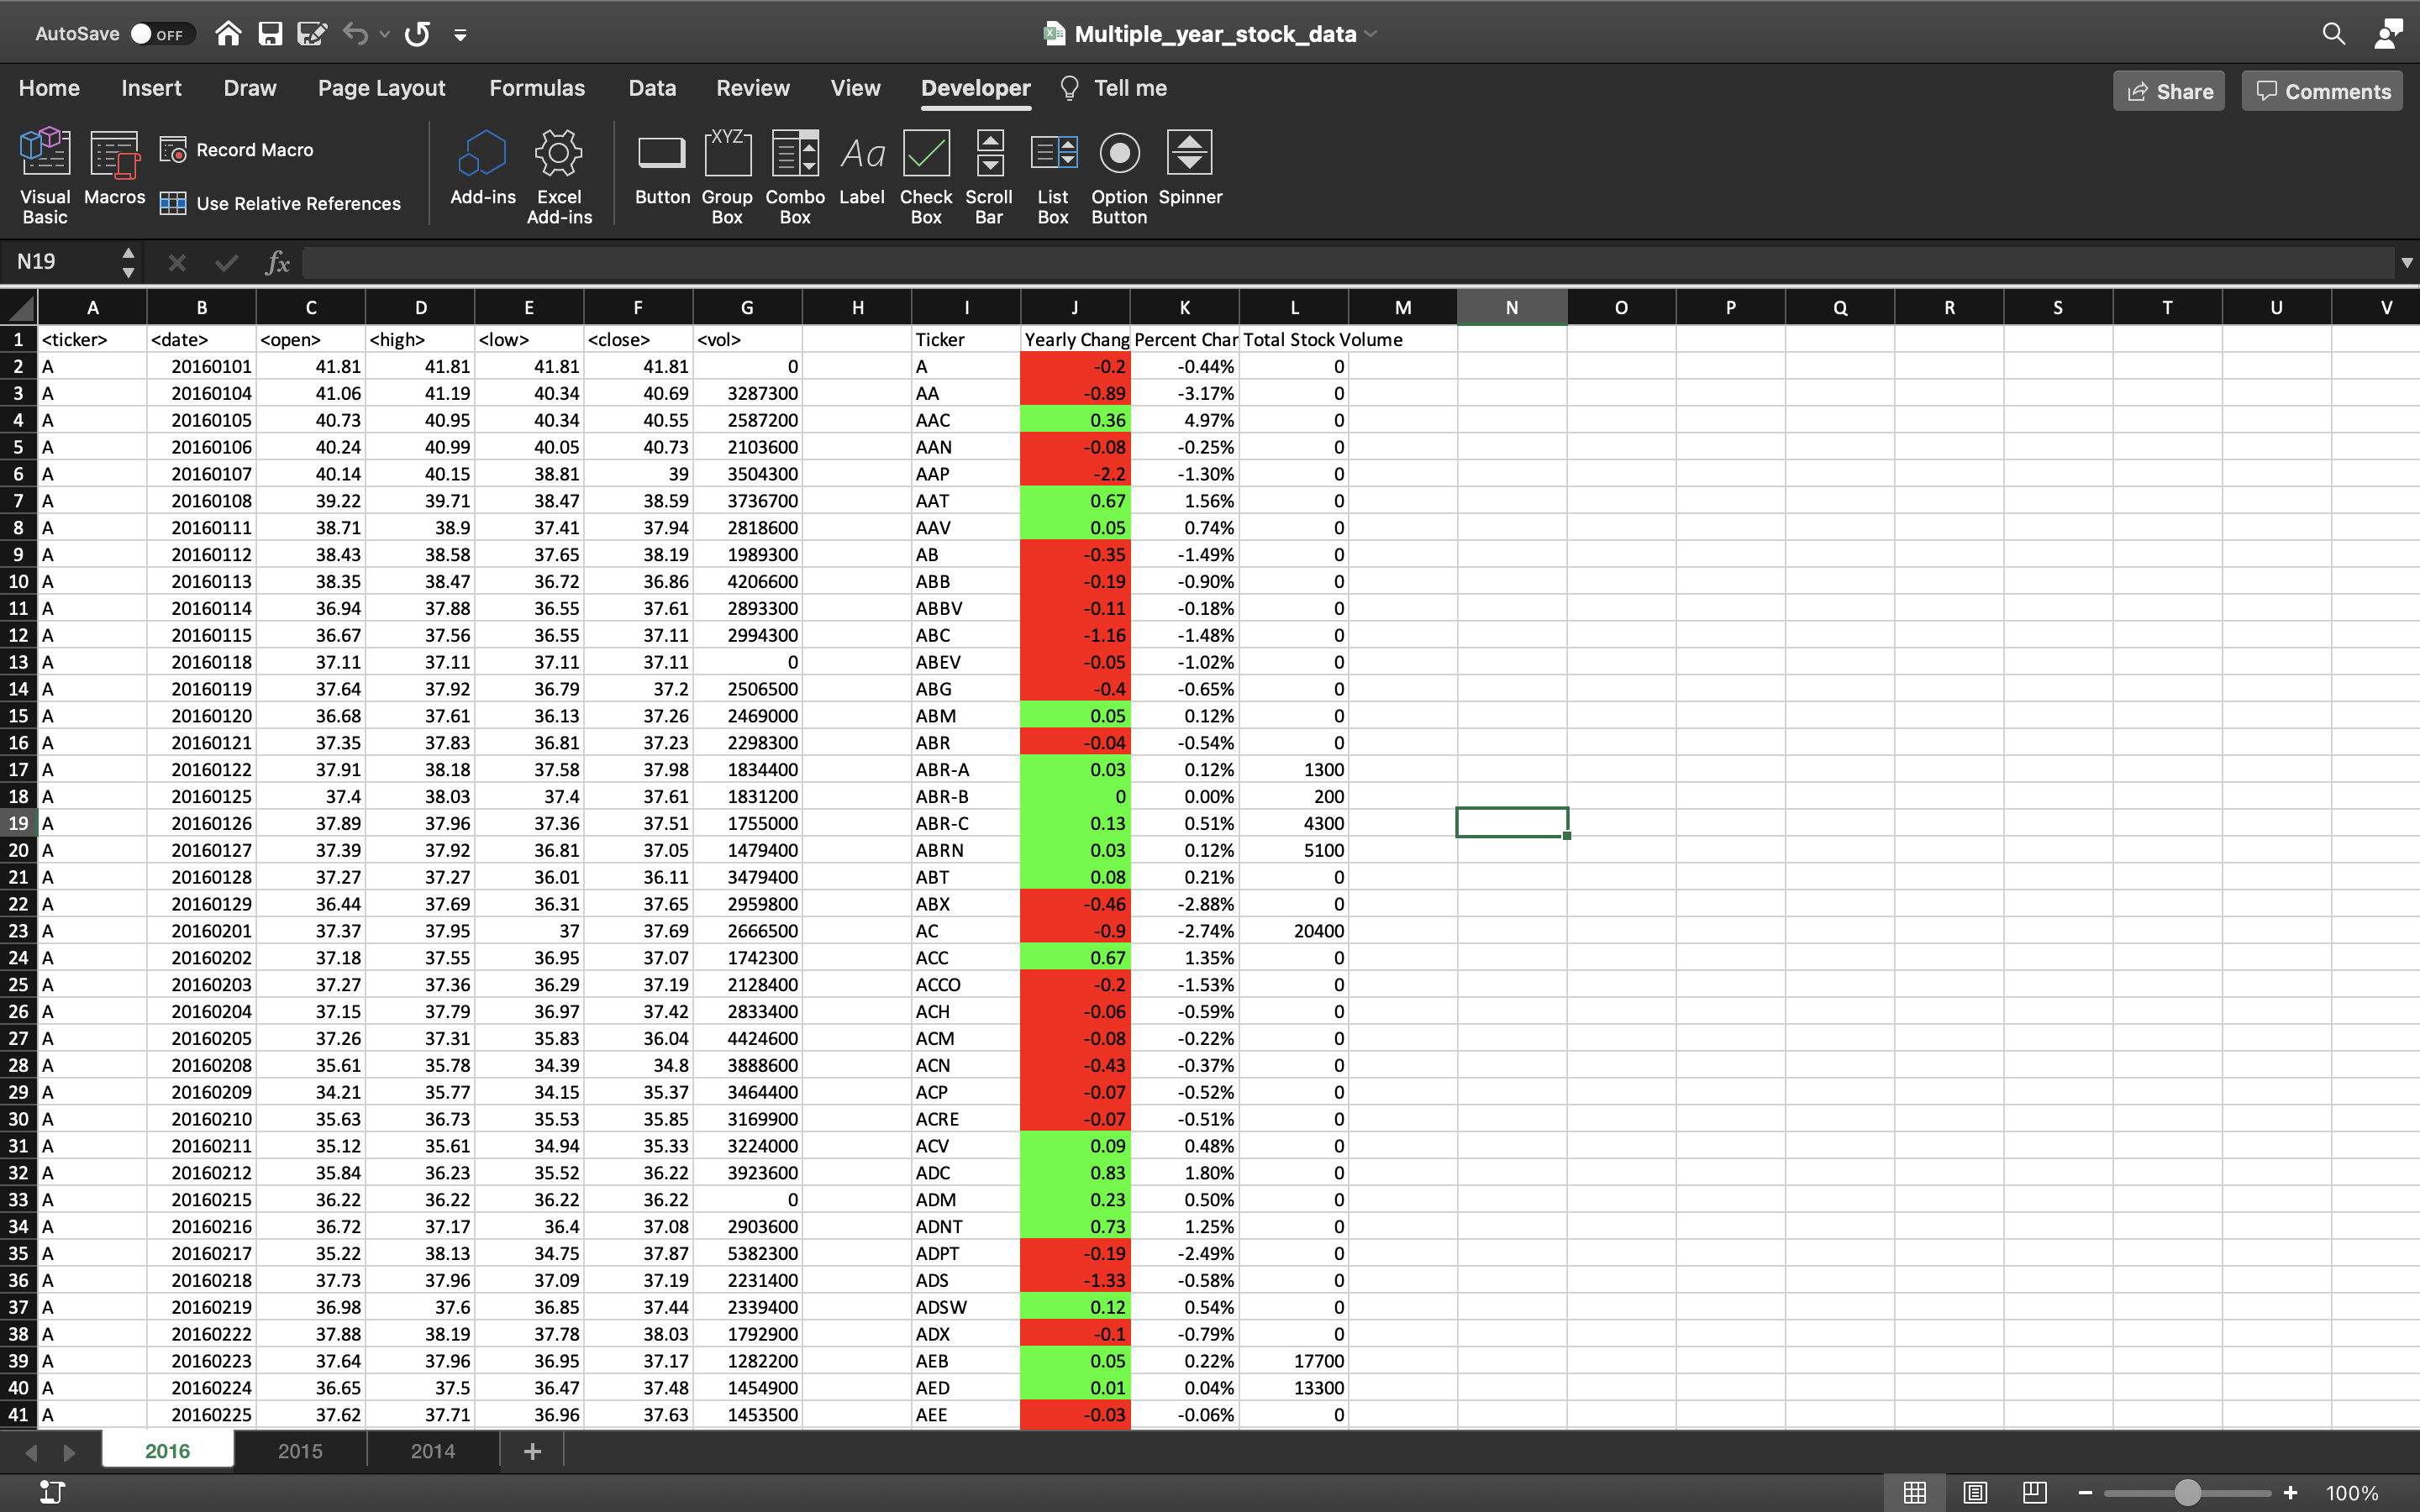 AutoSave OFF Multiple_year_stock_data
Home Insert Draw Page Layout Formulas Data Review View Developer Tell me Share Comments
Visual Basic Macros Record Macro Use Relative References Add-ins Excel Add-ins Button Group Box Combo Box Label Check Box Scroll Bar List Box Option Button Spinner
XYZ Aa
N19 fx
A B C D E F G H I J K L M N O P Q R S T U V
1 <ticker> <date> <open> <high> <low> <close> <vol> Ticker Yearly Chang Percent Char Total Stock Volume
2 A 20160101 41.81 41.81 41.81 41.81 0 A -0.2 -0.44% 0
3 A 20160104 41.06 41.19 40.34 40.69 3287300 AA -0.89 -3.17% 0
4 A 20160105 40.73 40.95 40.34 40.55 2587200 AAC 0.36 4.97% 0
5 A 20160106 40.24 40.99 40.05 40.73 2103600 AAN -0.08 -0.25% 0
6 A 20160107 40.14 40.15 38.81 39 3504300 AAP -2.2 -1.30% 0
7 A 20160108 39.22 39.71 38.47 38.59 3736700 AAT 0.67 1.56% 0
8 A 20160111 38.71 38.9 37.41 37.94 2818600 AAV 0.05 0.74% 0
9 A 20160112 38.43 38.58 37.65 38.19 1989300 AB -0.35 -1.49% 0
10 A 20160113 38.35 38.47 36.72 36.86 4206600 ABB -0.19 -0.90% 0
11 A 20160114 36.94 37.88 36.55 37.61 2893300 ABBV -0.11 -0.18% 0
12 A 20160115 36.67 37.56 36.55 37.11 2994300 ABC -1.16 -1.48% 0
13 A 20160118 37.11 37.11 37.11 37.11 0 ABEV -0.05 -1.02% 0
14 A 20160119 37.64 37.92 36.79 37.2 2506500 ABG -0.4 -0.65% 0
15 A 20160120 36.68 37.61 36.13 37.26 2469000 ABM 0.05 0.12% 0
16 A 20160121 37.35 37.83 36.81 37.23 2298300 ABR -0.04 -0.54% 0
17 A 20160122 37.91 38.18 37.58 37.98 1834400 ABR-A 0.03 0.12% 1300
18 A 20160125 37.4 38.03 37.4 37.61 1831200 ABR-B 0 0.00% 200
19 A 20160126 37.89 37.96 37.36 37.51 1755000 ABR-C 0.13 0.51% 4300
20 A 20160127 37.39 37.92 36.81 37.05 1479400 ABRN 0.03 0.12% 5100
21 A 20160128 37.27 37.27 36.01 36.11 3479400 ABT 0.08 0.21% 0
22 A 20160129 36.44 37.69 36.31 37.65 2959800 ABX -0.46 -2.88% 0
23 A 20160201 37.37 37.95 37 37.69 2666500 AC -0.9 -2.74% 20400
24 A 20160202 37.18 37.55 36.95 37.07 1742300 ACC 0.67 1.35% 0
25 A 20160203 37.27 37.36 36.29 37.19 2128400 ACCO -0.2 -1.53% 0
26 A 20160204 37.15 37.79 36.97 37.42 2833400 ACH -0.06 -0.59% 0
27 A 20160205 37.26 37.31 35.83 36.04 4424600 ACM -0.08 -0.22% 0
28 A 20160208 35.61 35.78 34.39 34.8 3888600 ACN -0.43 -0.37% 0
29 A 20160209 34.21 35.77 34.15 35.37 3464400 ACP -0.07 -0.52% 0
30 A 20160210 35.63 36.73 35.53 35.85 3169900 ACRE -0.07 -0.51% 0
31 A 20160211 35.12 35.61 34.94 35.33 3224000 ACV 0.09 0.48% 0
32 A 20160212 35.84 36.23 35.52 36.22 3923600 ADC 0.83 1.80% 0
33 A 20160215 36.22 36.22 36.22 36.22 0 ADM 0.23 0.50% 0
34 A 20160216 36.72 37.17 36.4 37.08 2903600 ADNT 0.73 1.25% 0
35 A 20160217 35.22 38.13 34.75 37.87 5382300 ADPT -0.19 -2.49% 0
36 A 20160218 37.73 37.96 37.09 37.19 2231400 ADS -1.33 -0.58% 0
37 A 20160219 36.98 37.6 36.85 37.44 2339400 ADSW 0.12 0.54% 0
38 A 20160222 37.88 38.19 37.78 38.03 1792900 ADX -0.1 -0.79% 0
39 A 20160223 37.64 37.96 36.95 37.17 1282200 AEB 0.05 0.22% 17700
40 A 20160224 36.65 37.5 36.47 37.48 1454900 AED 0.01 0.04% 13300
41 A 20160225 37.62 37.71 36.96 37.63 1453500 AEE -0.03 -0.06% 0
2016 2015 2014 +
100%